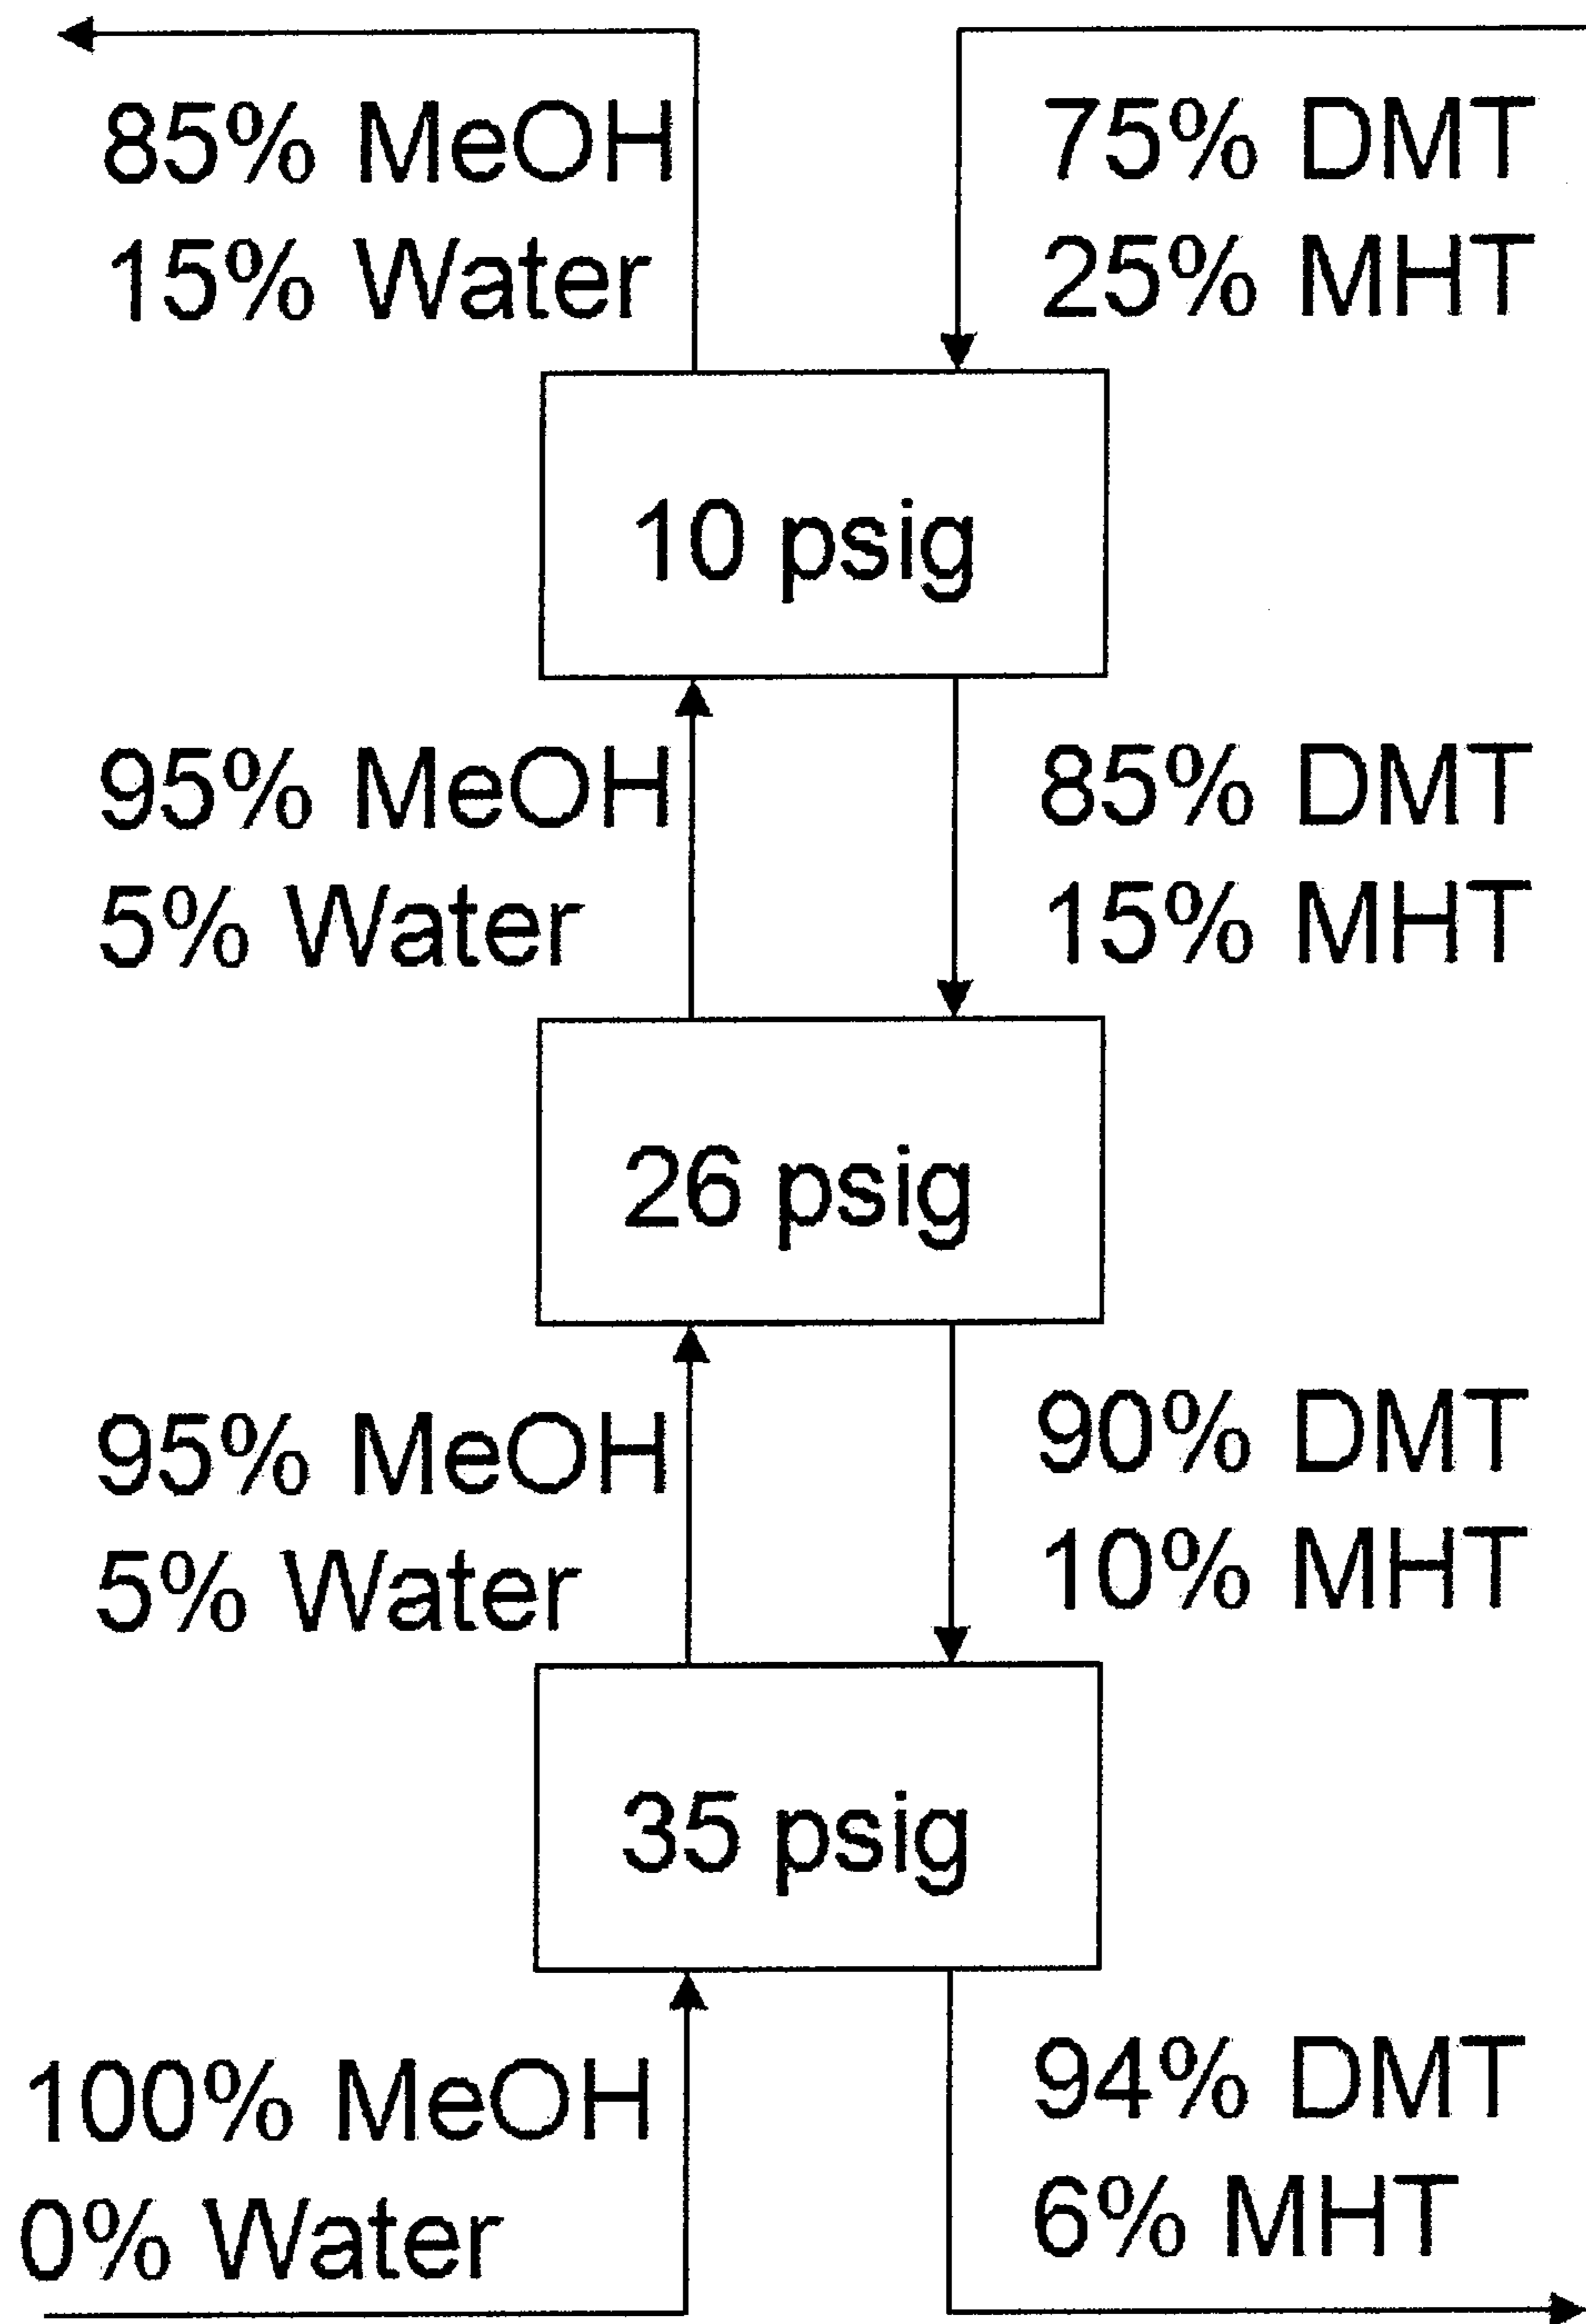 85% MeOH
15% Water
75% DMT
25% MHT
10 psig
95% MeOH
5% Water
85% DMT
15% MHT
26 psig
95% MeOH
5% Water
90% DMT
10% MHT
35 psig
100% MeOH
0% Water
94% DMT
6% MHT